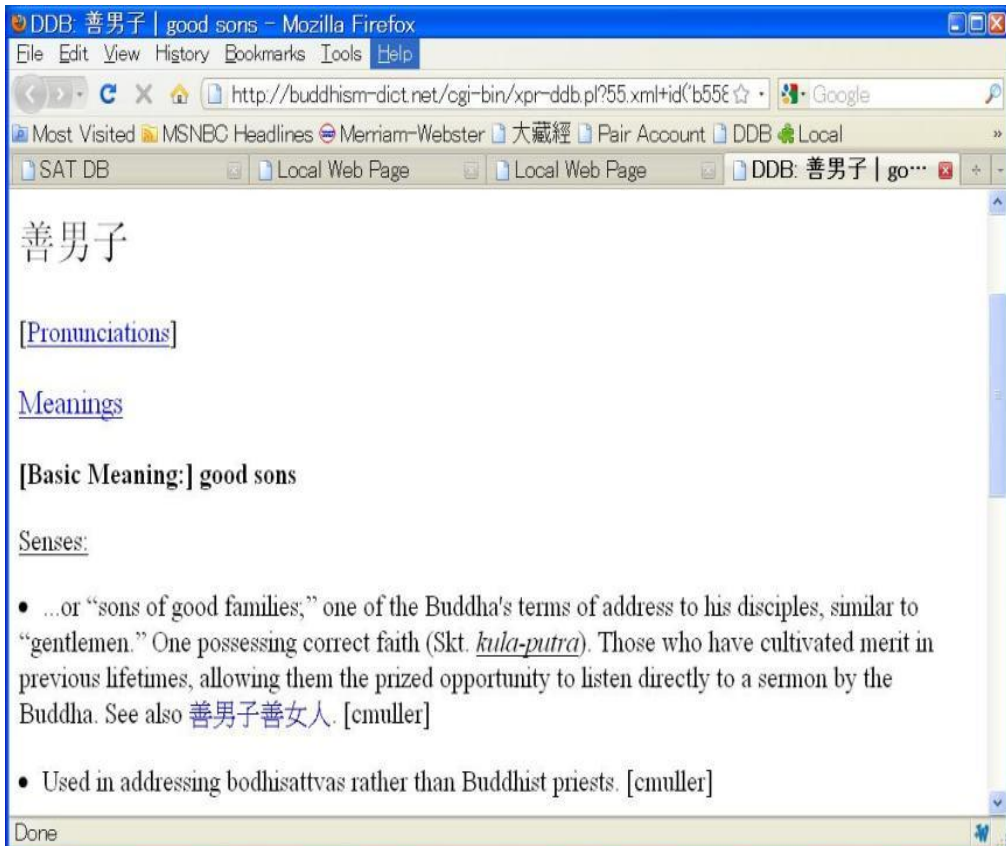 DDB: 善男子 | good sons - Mozilla Firefox
File Edit View History Bookmarks Tools Help
http://buddhism-dict.net/cgi-bin/xpr-ddb.pl?55.xml+id('b558 Google
Most Visited MSNBC Headlines Merriam-Webster 大藏經 Pair Account DDB Local »
SAT DB Local Web Page Local Web Page DDB: 善男子 | go…
善男子
[Pronunciations]
Meanings
[Basic Meaning:] good sons
Senses:
• ...or “sons of good families;” one of the Buddha's terms of address to his disciples, similar to
“gentlemen.” One possessing correct faith (Skt. kula-putra). Those who have cultivated merit in
previous lifetimes, allowing them the prized opportunity to listen directly to a sermon by the
Buddha. See also 善男子善女人. [cmuller]
• Used in addressing bodhisattvas rather than Buddhist priests. [cmuller]
Done